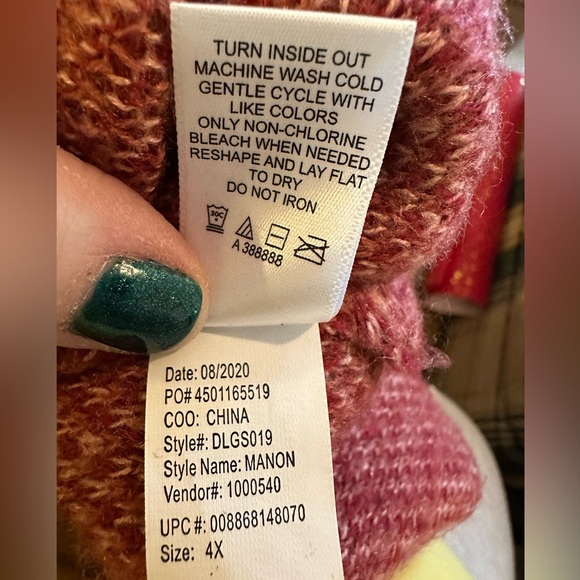 TURN INSIDE OUT
MACHINE WASH COLD
GENTLE CYCLE WITH
LIKE COLORS
ONLY NON-CHLORINE
BLEACH WHEN NEEDED
RESHAPE AND LAY FLAT
TO DRY
DO NOT IRON
30C
A 388888
Date: 08/2020
PO# 4501165519
COO: CHINA
Style#: DLGS019
Style Name: MANON
Vendor#: 1000540
UPC #: 008868148070
Size: 4X